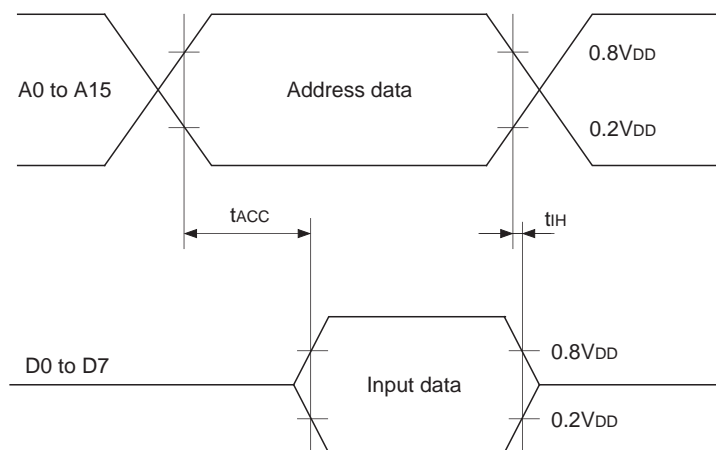 0.8VDD
A0 to A15
Address data
0.2VDD
tACC
tIH
D0 to D7
0.8VDD
Input data
0.2VDD